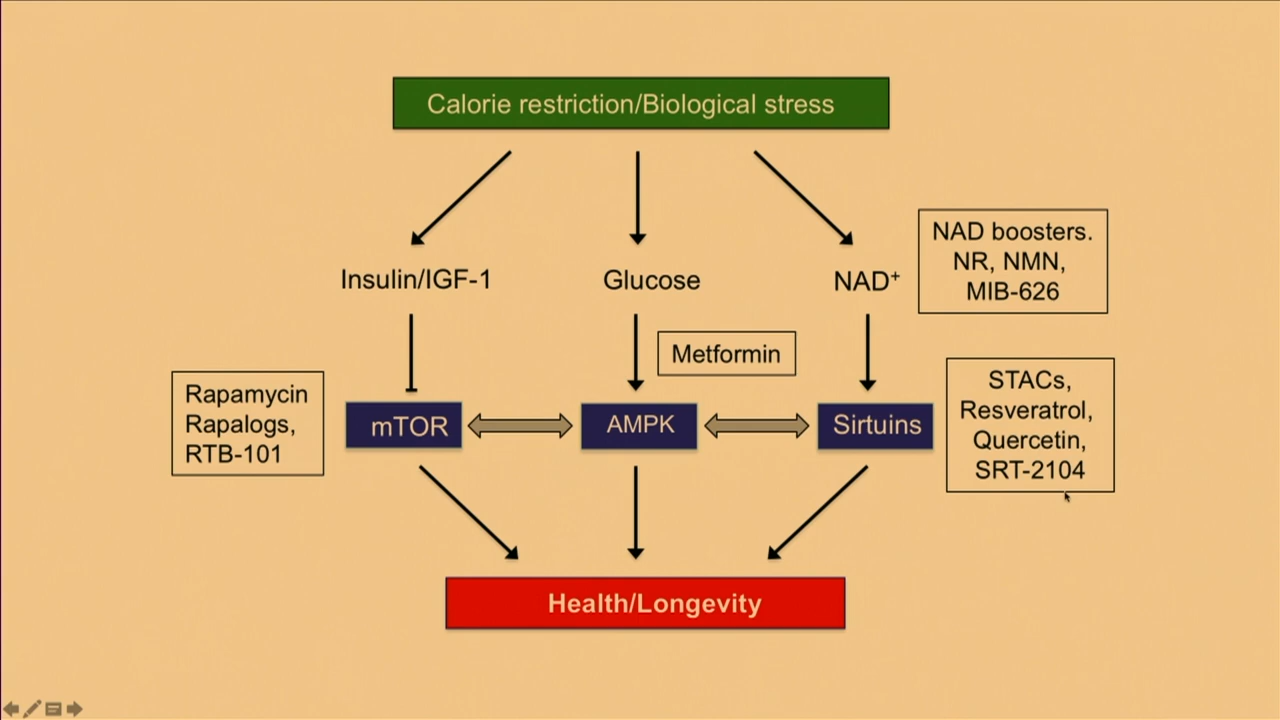 Calorie restriction/Biological stress
NAD boosters.
NR, NMN,
MIB-626
Insulin/IGF-1
Glucose
NAD⁺
Metformin
Rapamycin
Rapalogs,
RTB-101
mTOR
AMPK
Sirtuins
STACs,
Resveratrol,
Quercetin,
SRT-2104
Health/Longevity